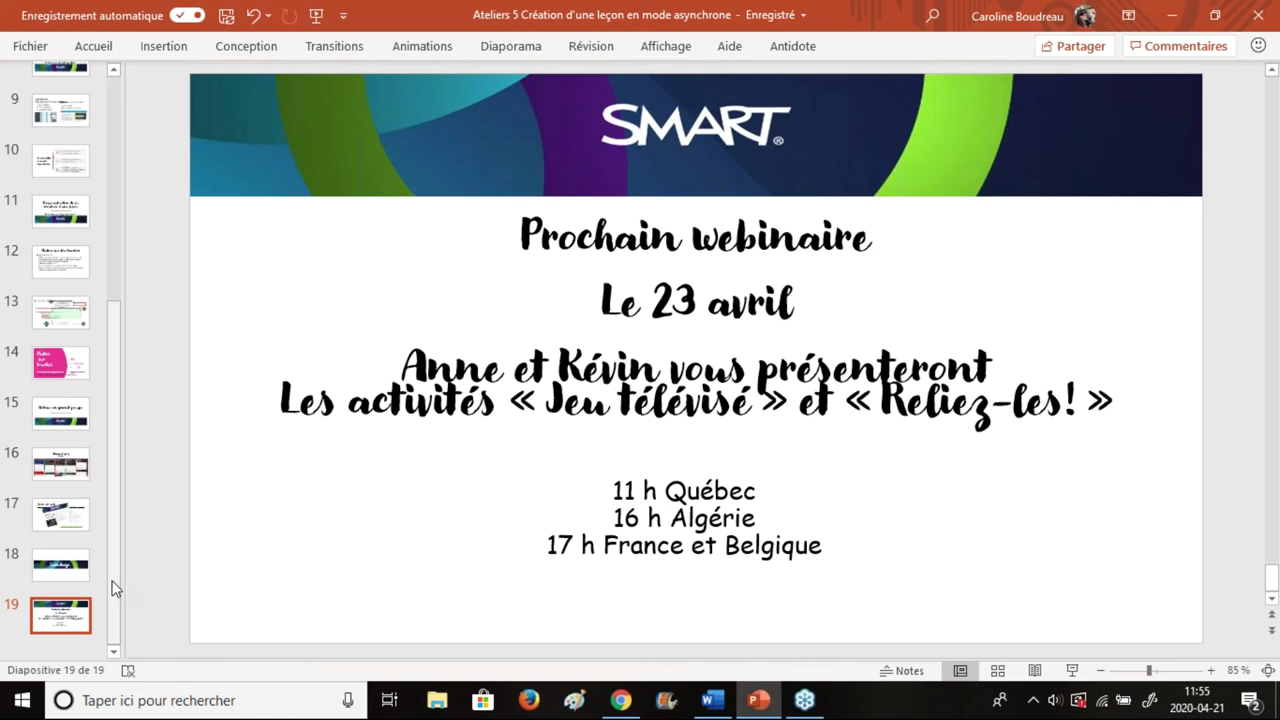 Enregistrement automatique
Ateliers 5 Création d'une leçon en mode asynchrone - Enregistré
Caroline Boudreau
Fichier Accueil Insertion Conception Transitions Animations Diaporama Révision Affichage Aide Antidote
Partager Commentaires
9
10
11
12
13
14
15
16
17
18
19
SMART®
Prochain webinaire
Le 23 avril
Anne et Kévin vous présenteront
Les activités « Jeu télévisé » et « Reliez-les! »
11 h Québec
16 h Algérie
17 h France et Belgique
Diapositive 19 de 19
Notes
85 %
Taper ici pour rechercher
11:55
2020-04-21
2